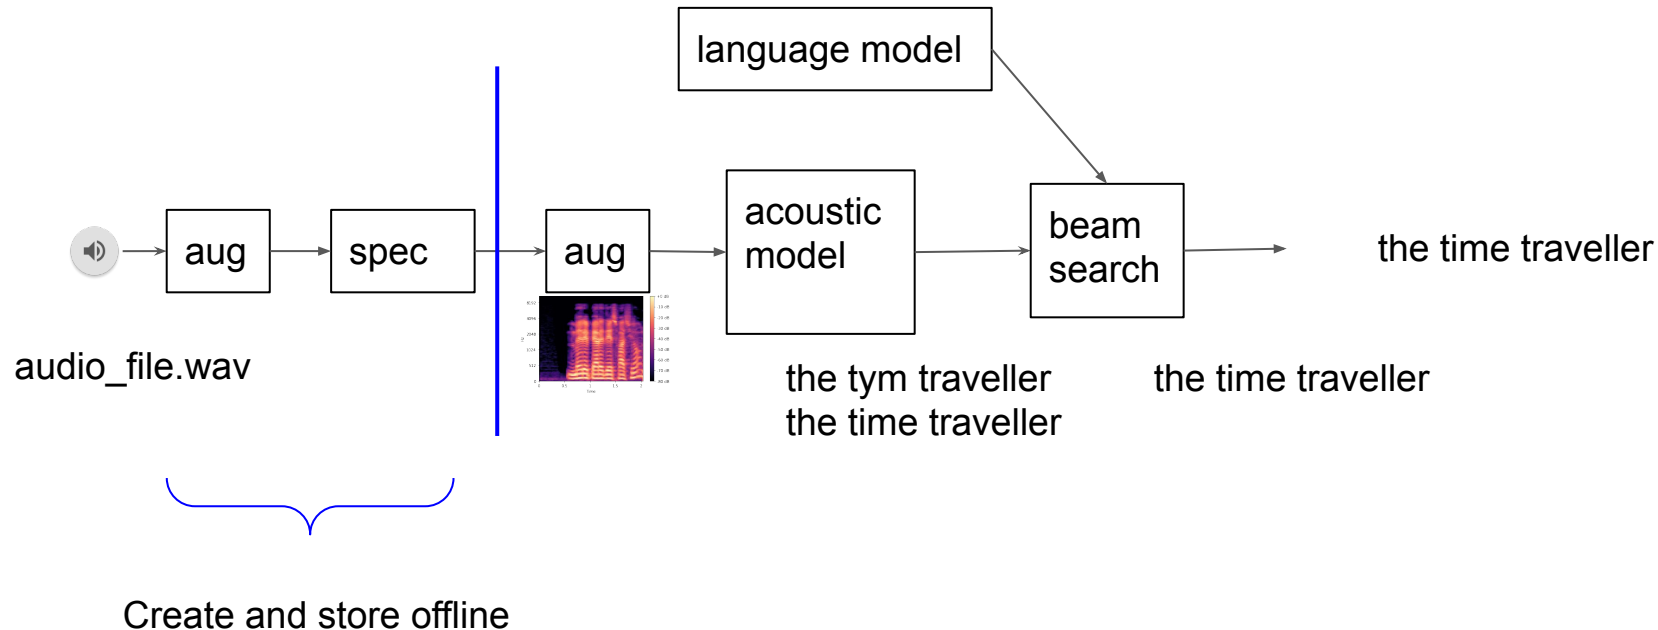 language model
aug
spec
aug
acoustic
model
beam
search
the time traveller
audio_file.wav
the tym traveller
the time traveller
the time traveller
Create and store offline